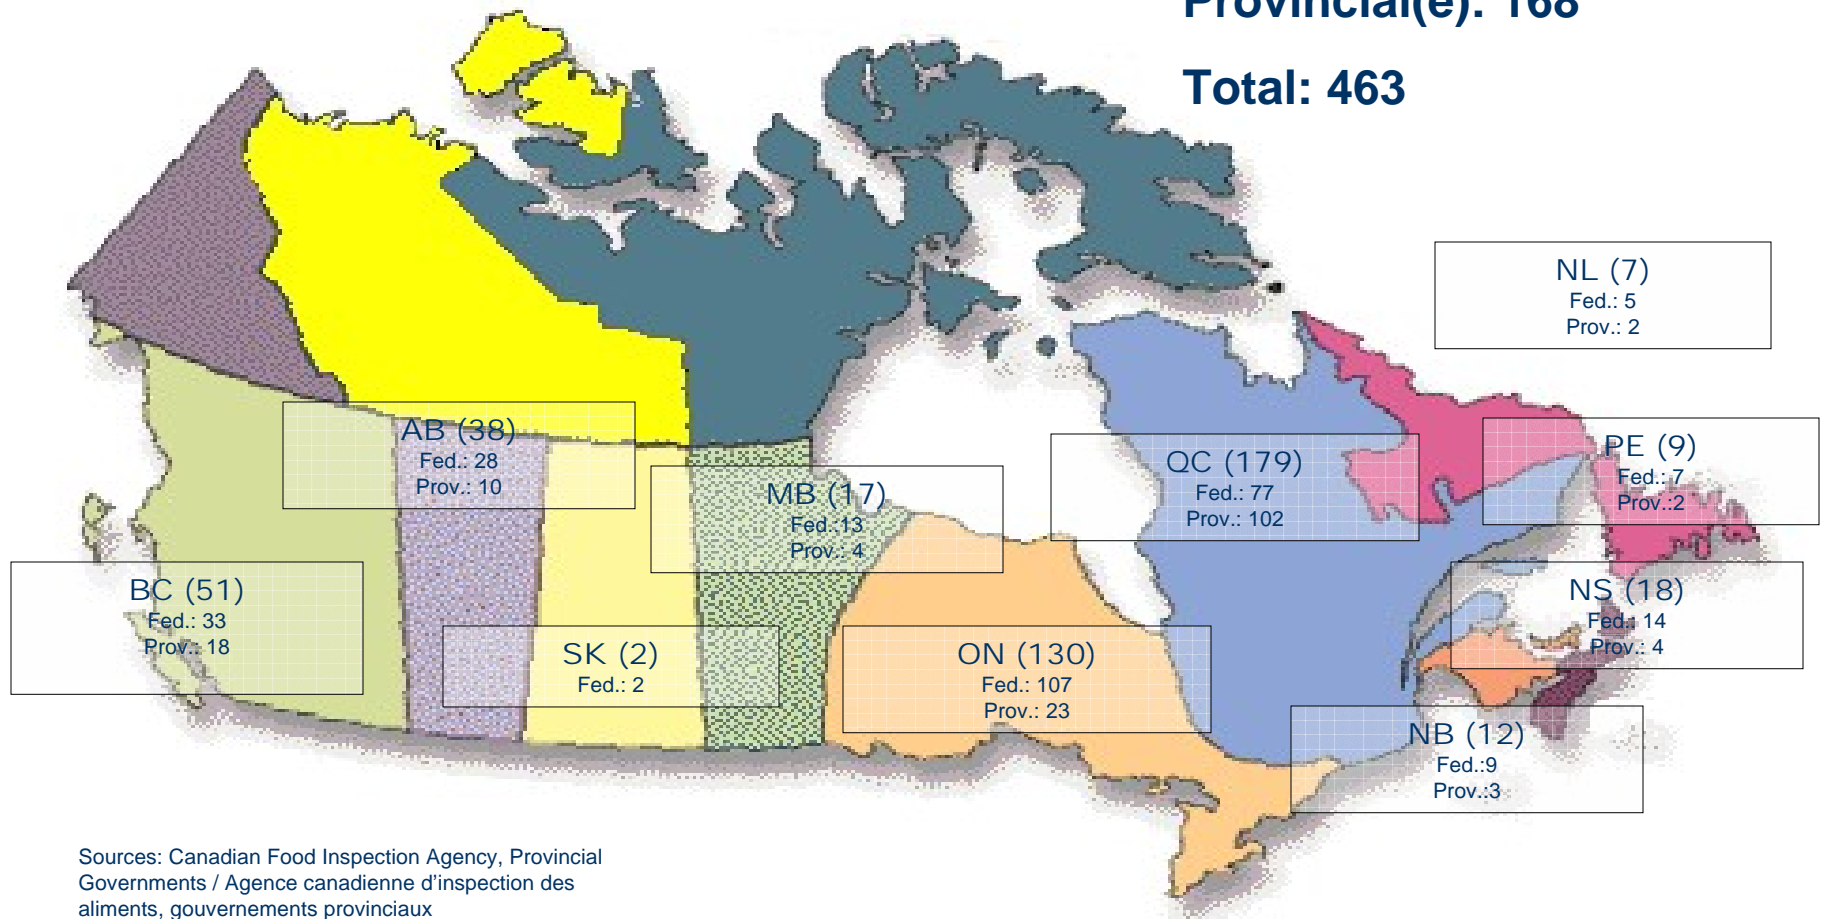 Provincial(e): 168
Total: 463
NL (7)
Fed.: 5
Prov.: 2
AB (38)
Fed.: 28
Prov.: 10
PE (9)
Fed.: 7
Prov.:2
QC (179)
Fed.: 77
Prov.: 102
MB (17)
Fed.:13
Prov.: 4
BC (51)
Fed.: 33
Prov.: 18
NS (18)
Fed.: 14
Prov.: 4
SK (2)
Fed.: 2
ON (130)
Fed.: 107
Prov.: 23
NB (12)
Fed.:9
Prov.:3
Sources: Canadian Food Inspection Agency, Provincial
Governments / Agence canadienne d'inspection des
aliments, gouvernements provinciaux